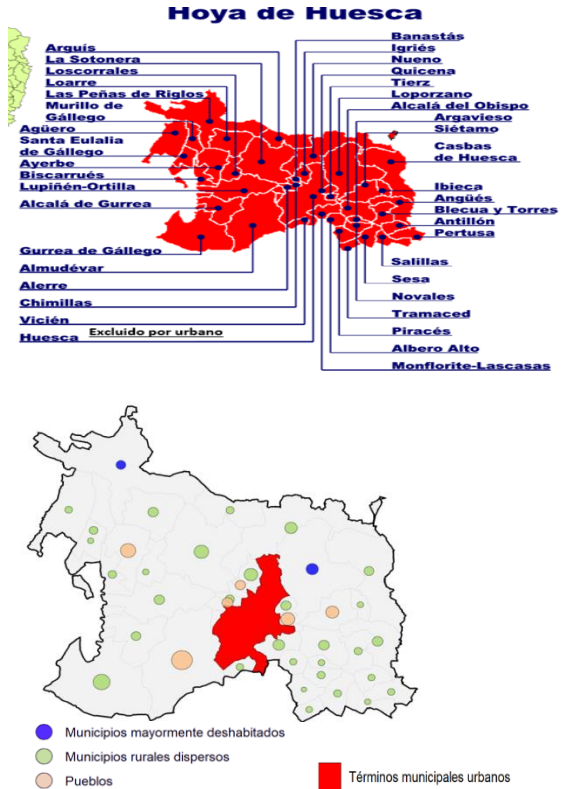 Hoya de Huesca
Arguis
La Sotonera
Loscorrales
Loarre
Las Peñas de Riglos
Murillo de
Gállego
Agüero
Santa Eulalia
de Gállego
Ayerbe
Biscarrués
Lupiñén-Ortilla
Alcalá de Gurrea
Gurrea de Gállego
Almudévar
Alerre
Chimillas
Vicién
Huesca
Excluido por urbano
Banastás
Igriés
Nueno
Quicena
Tierz
Loporzano
Alcalá del Obispo
Argavieso
Siétamo
Casbas
de Huesca
Ibieca
Angüés
Blecua y Torres
Antillón
Pertusa
Salillas
Sesa
Novales
Tramaced
Piracés
Albero Alto
Monflorite-Lascasas
Municipios mayormente deshabitados
Municipios rurales dispersos
Pueblos
Términos municipales urbanos